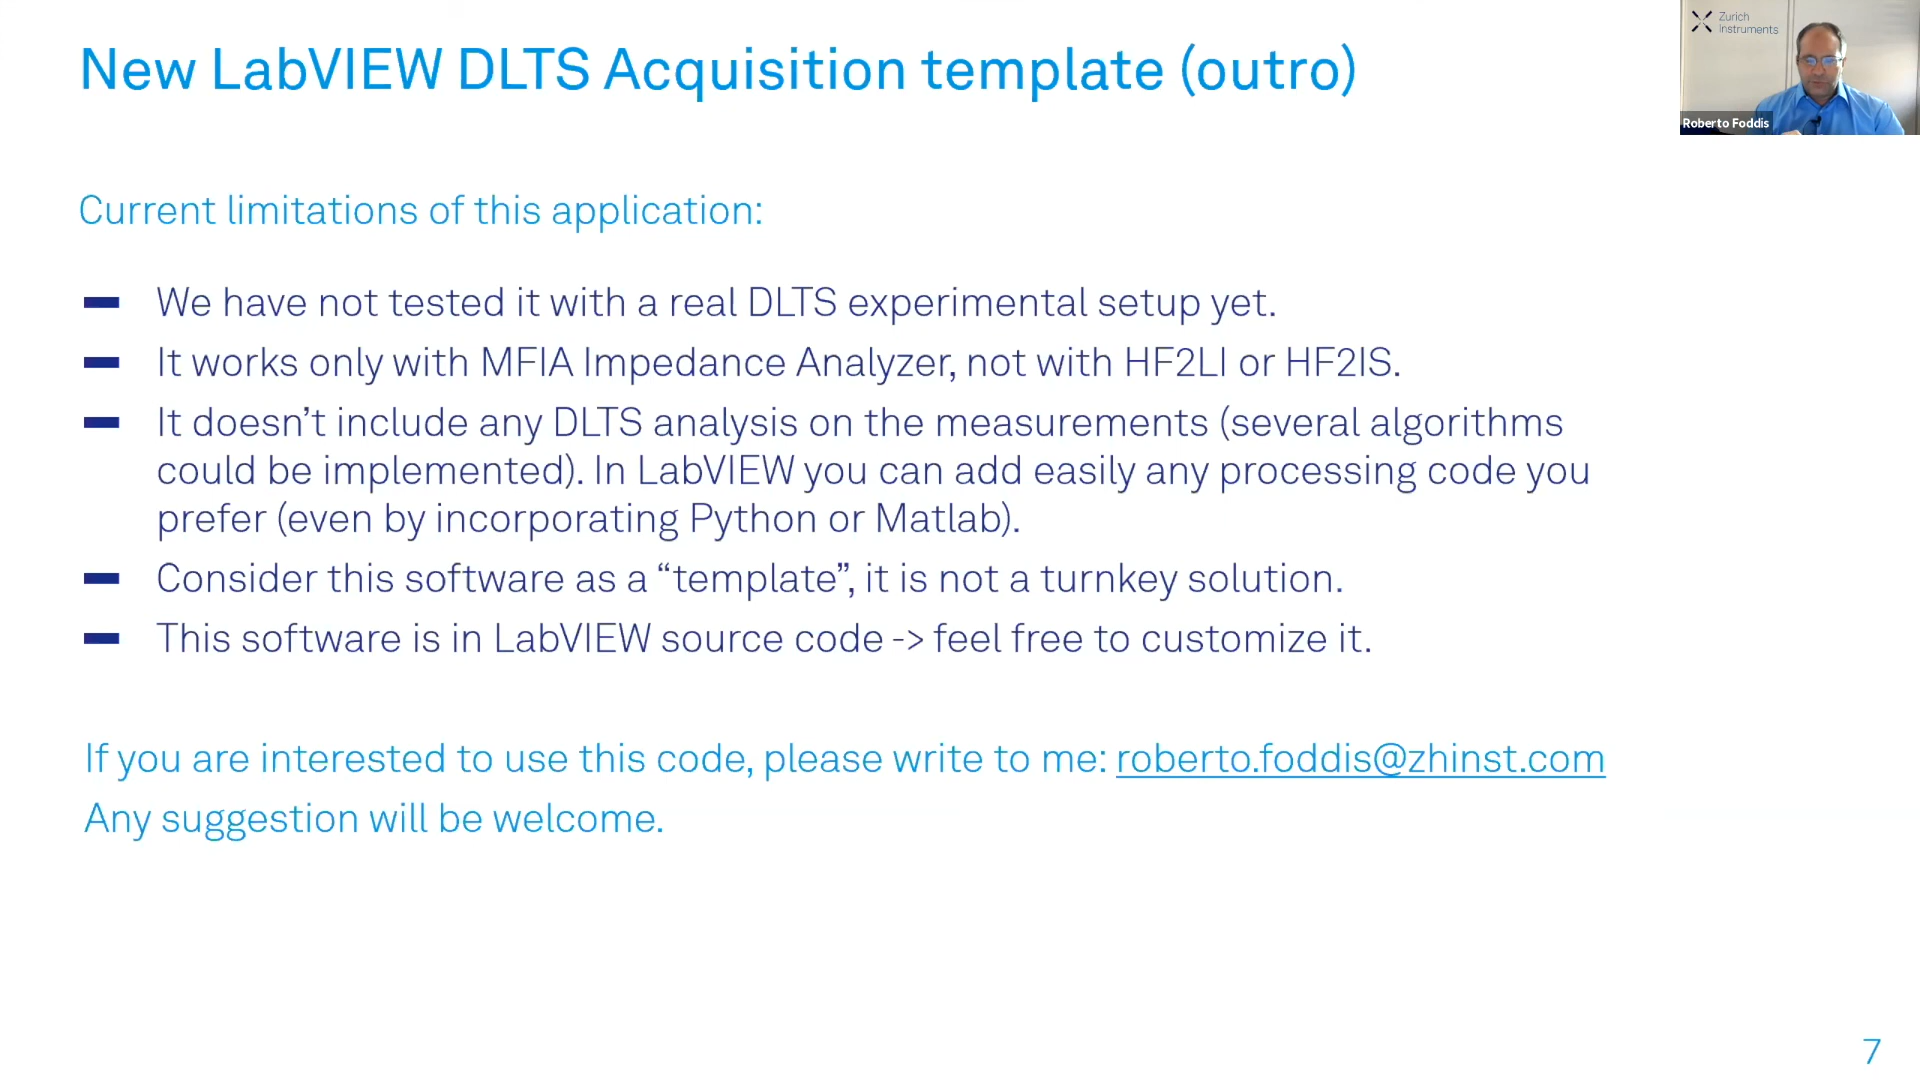 New LabVIEW DLTS Acquisition template (outro)
Zurich
Instruments
Roberto Foddis
Current limitations of this application:
We have not tested it with a real DLTS experimental setup yet.
It works only with MFIA Impedance Analyzer, not with HF2LI or HF2IS.
It doesn't include any DLTS analysis on the measurements (several algorithms
could be implemented). In LabVIEW you can add easily any processing code you
prefer (even by incorporating Python or Matlab).
Consider this software as a “template”, it is not a turnkey solution.
This software is in LabVIEW source code -> feel free to customize it.
If you are interested to use this code, please write to me: roberto.foddis@zhinst.com
Any suggestion will be welcome.
7